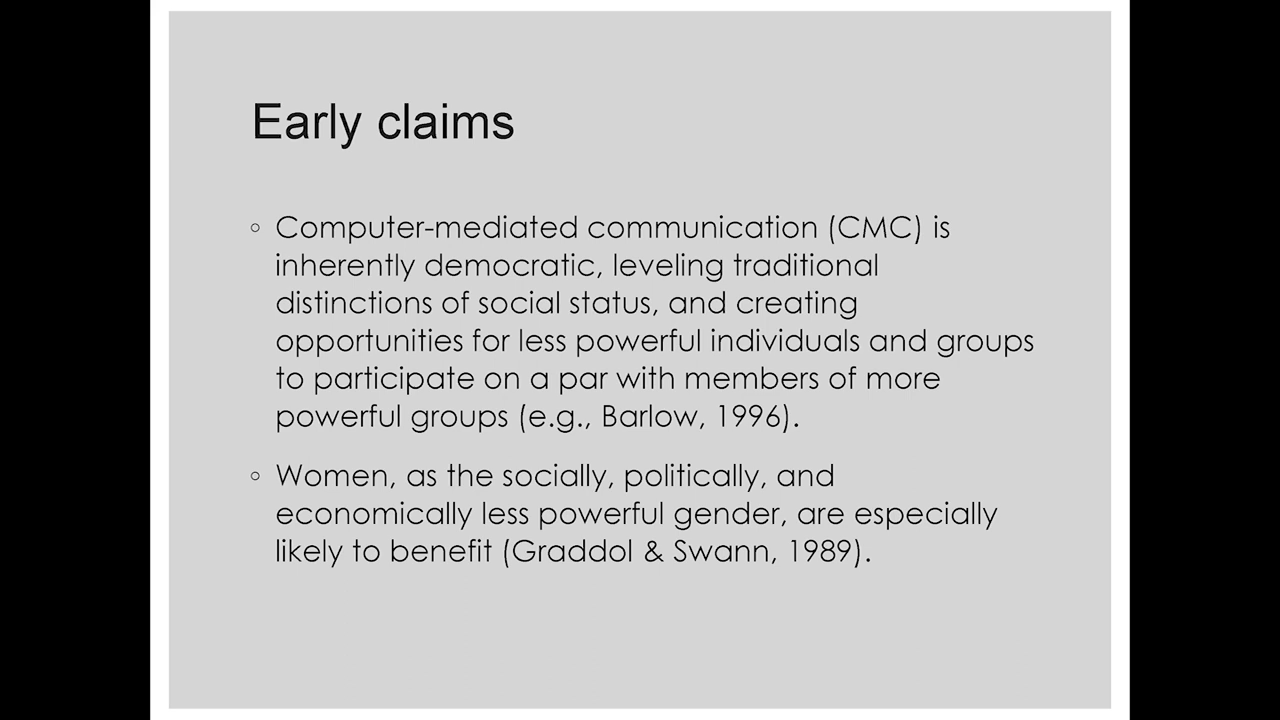 Early claims
◦ Computer-mediated communication (CMC) is
inherently democratic, leveling traditional
distinctions of social status, and creating
opportunities for less powerful individuals and groups
to participate on a par with members of more
powerful groups (e.g., Barlow, 1996).
◦ Women, as the socially, politically, and
economically less powerful gender, are especially
likely to benefit (Graddol & Swann, 1989).